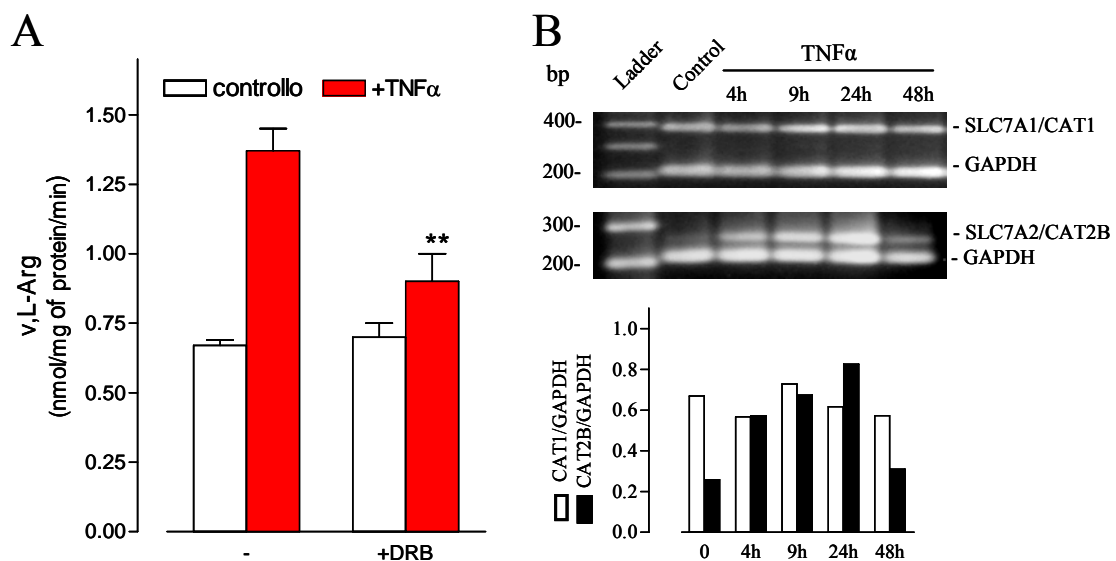 A
v,L-Arg
(nmol/mg of protein/min)
controllo
+TNFα
1.50
1.25
1.00
0.75
0.50
0.25
0.00
**
-
+DRB
B
bp
Ladder
Control
TNFα
4h 9h 24h 48h
400-
200-
- SLC7A1/CAT1
- GAPDH
300-
200-
- SLC7A2/CAT2B
- GAPDH
CAT1/GAPDH
CAT2B/GAPDH
1.0
0.8
0.6
0.4
0.2
0.0
0 4h 9h 24h 48h